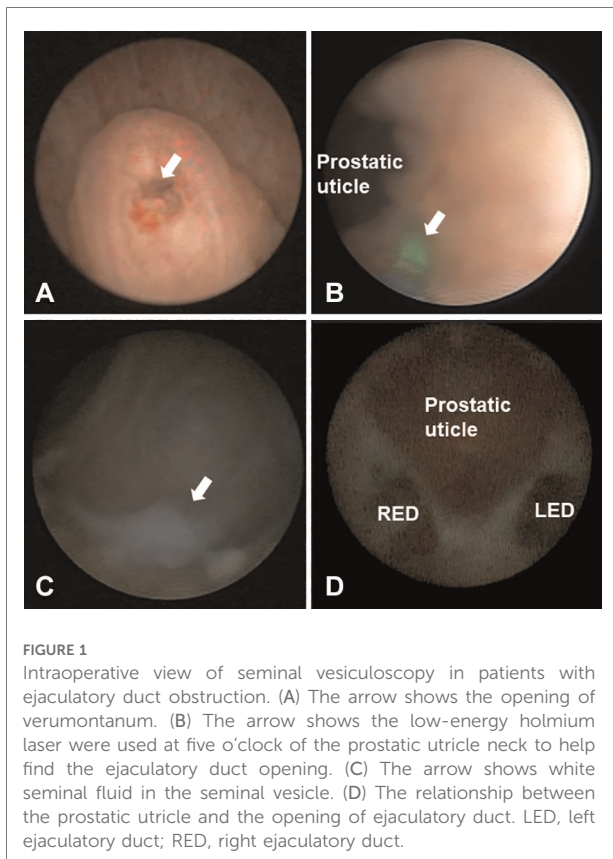 Prostatic
uticle
A
B
Prostatic
uticle
RED
LED
C
D
FIGURE 1
Intraoperative view of seminal vesiculoscopy in patients with
ejaculatory duct obstruction. (A) The arrow shows the opening of
verumontanum. (B) The arrow shows the low-energy holmium
laser were used at five o'clock of the prostatic utricle neck to help
find the ejaculatory duct opening. (C) The arrow shows white
seminal fluid in the seminal vesicle. (D) The relationship between
the prostatic utricle and the opening of ejaculatory duct. LED, left
ejaculatory duct; RED, right ejaculatory duct.